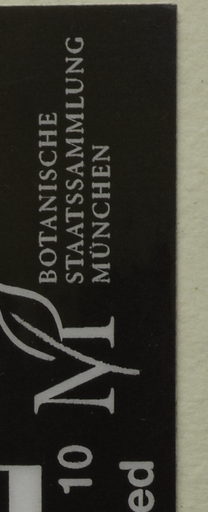 BOTANISCHE
STAATSSAMMLUNG
MÜNCHEN
M
10
ed